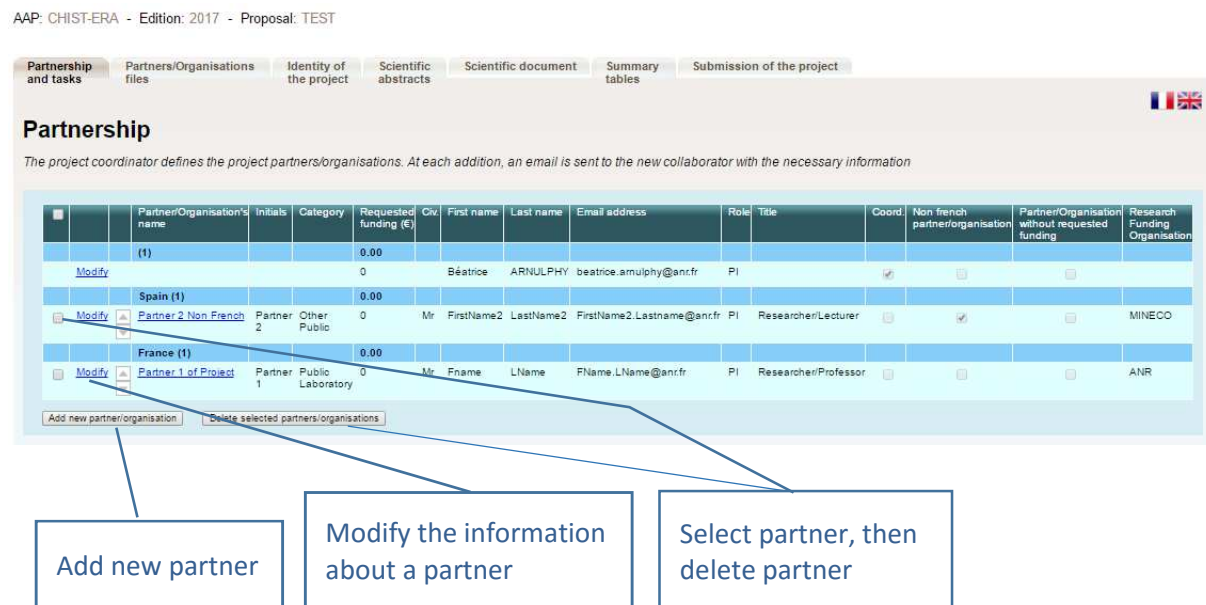 AAP: CHIST-ERA - Edition: 2017 - Proposal: TEST
Partnership and tasks
Partners/Organisations files
Identity of the project
Scientific abstracts
Scientific document
Summary tables
Submission of the project
Partnership
The project coordinator defines the project partners/organisations. At each addition, an email is sent to the new collaborator with the necessary information
Partner/Organisation's name Initials Category Requested funding (€) Civ. First name Last name Email address Role Title Coord. Non french partner/organisation Partner/Organisation without requested funding Research Funding Organisation
(1) 0.00
Modify 0 Béatrice ARNULPHY beatrice.arnulphy@anr.fr PI
Spain (1) 0.00
Modify Partner 2 Non French Partner 2 Other Public 0 Mr FirstName2 LastName2 FirstName2.Lastname@anr.fr PI Researcher/Lecturer MINECO
France (1) 0.00
Modify Partner 1 of Project Partner 1 Public Laboratory 0 Mr Fname LName FName.LName@anr.fr PI Researcher/Professor ANR
Add new partner/organisation Delete selected partners/organisations
Add new partner
Modify the information
about a partner
Select partner, then
delete partner